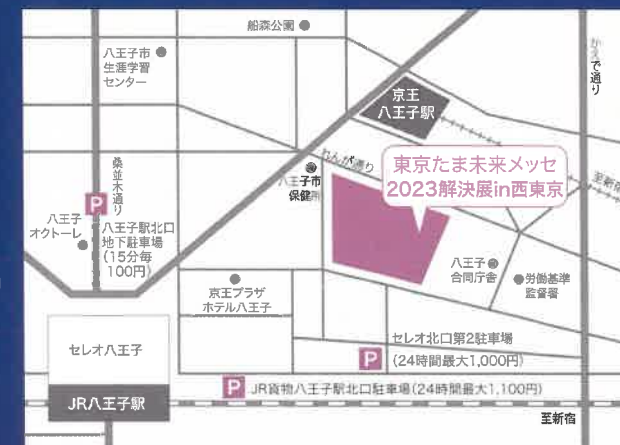 船森公園
八王子市
生涯学習
センター
かえで通り
京王
八王子駅
れんが通り
東京たま未来メッセ
2023解決展in西東京
至新宿
桑並木通り
P
八王子市
保健所
八王子
オクトーレ
八王子駅北口
地下駐車場
(15分毎
100円)
八王子
合同庁舎
労働基準
監督署
京王プラザ
ホテル八王子
セレオ八王子
セレオ北口第2駐車場
P
(24時間最大1,000円)
P
JR貨物八王子駅北口駐車場(24時間最大1,100円)
JR八王子駅
至新宿